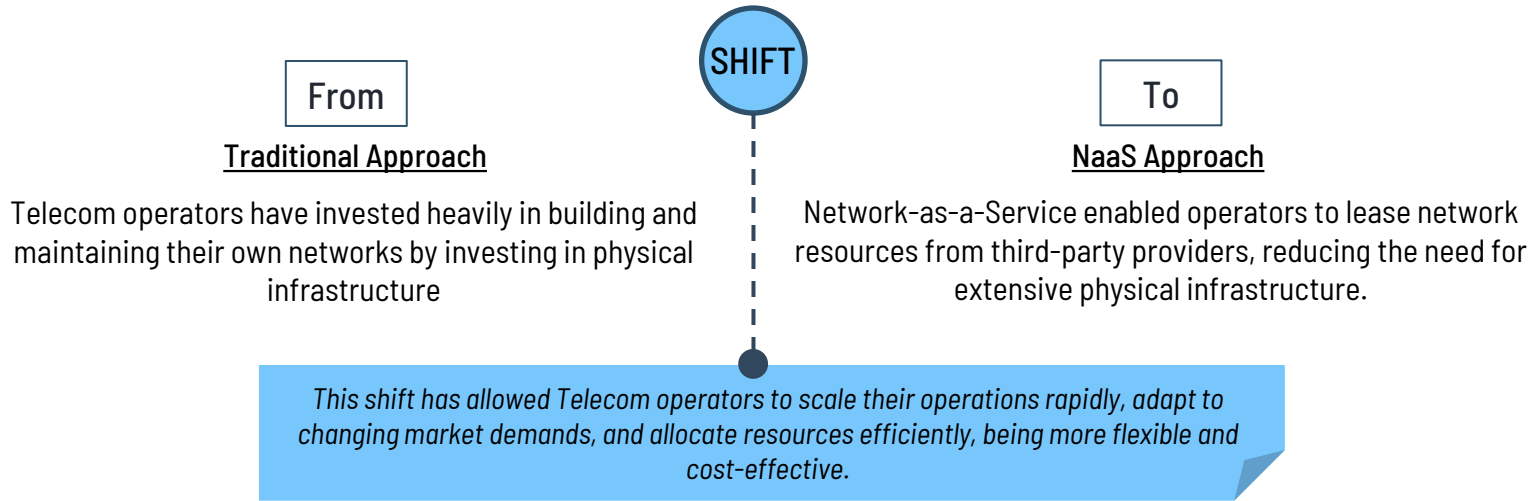 SHIFT
From
Traditional Approach
Telecom operators have invested heavily in building and
maintaining their own networks by investing in physical
infrastructure
To
NaaS Approach
Network-as-a-Service enabled operators to lease network
resources from third-party providers, reducing the need for
extensive physical infrastructure.
This shift has allowed Telecom operators to scale their operations rapidly, adapt to
changing market demands, and allocate resources efficiently, being more flexible and
cost-effective.